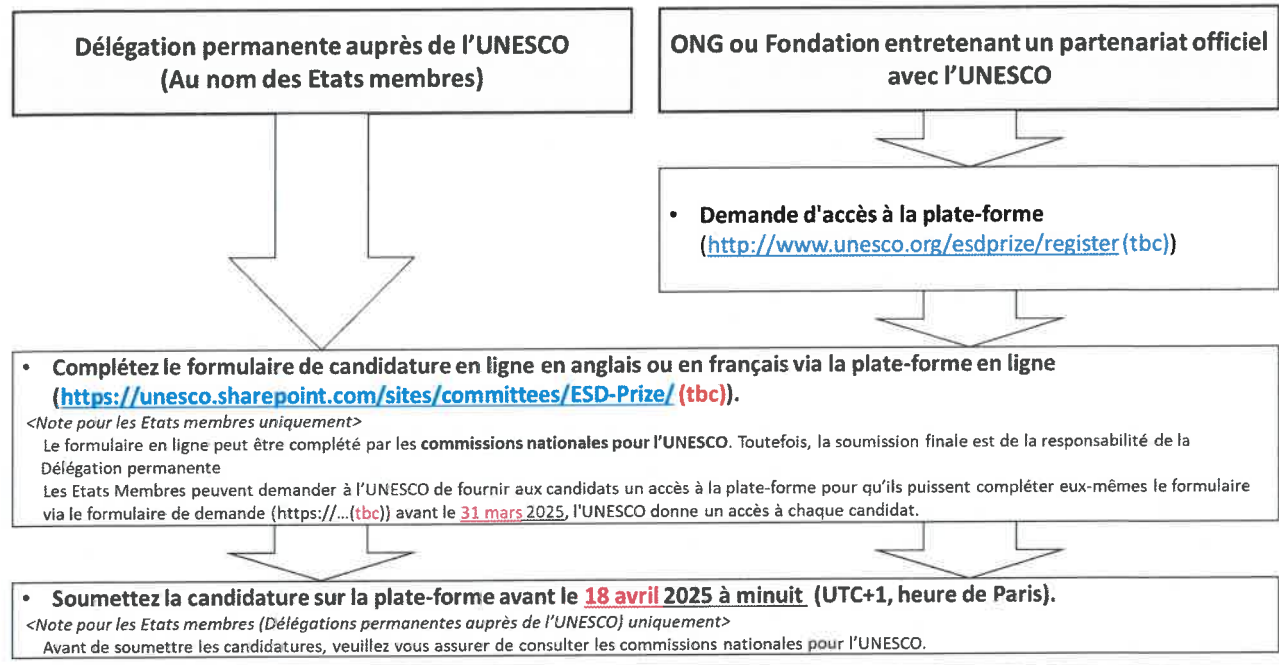 Délégation permanente auprès de l'UNESCO
(Au nom des Etats membres)
ONG ou Fondation entretenant un partenariat officiel
avec l'UNESCO
• Demande d'accès à la plate-forme
(http://www.unesco.org/esdprize/register (tbc))
• Complétez le formulaire de candidature en ligne en anglais ou en français via la plate-forme en ligne
(https://unesco.sharepoint.com/sites/committees/ESD-Prize/ (tbc)).
<Note pour les Etats membres uniquement>
Le formulaire en ligne peut être complété par les commissions nationales pour l'UNESCO. Toutefois, la soumission finale est de la responsabilité de la
Délégation permanente
Les Etats Membres peuvent demander à l'UNESCO de fournir aux candidats un accès à la plate-forme pour qu'ils puissent compléter eux-mêmes le formulaire
via le formulaire de demande (https://...(tbc)) avant le 31 mars 2025, l'UNESCO donne un accès à chaque candidat.
• Soumettez la candidature sur la plate-forme avant le 18 avril 2025 à minuit (UTC+1, heure de Paris).
<Note pour les Etats membres (Délégations permanentes auprès de l'UNESCO) uniquement>
Avant de soumettre les candidatures, veuillez vous assurer de consulter les commissions nationales pour l'UNESCO.